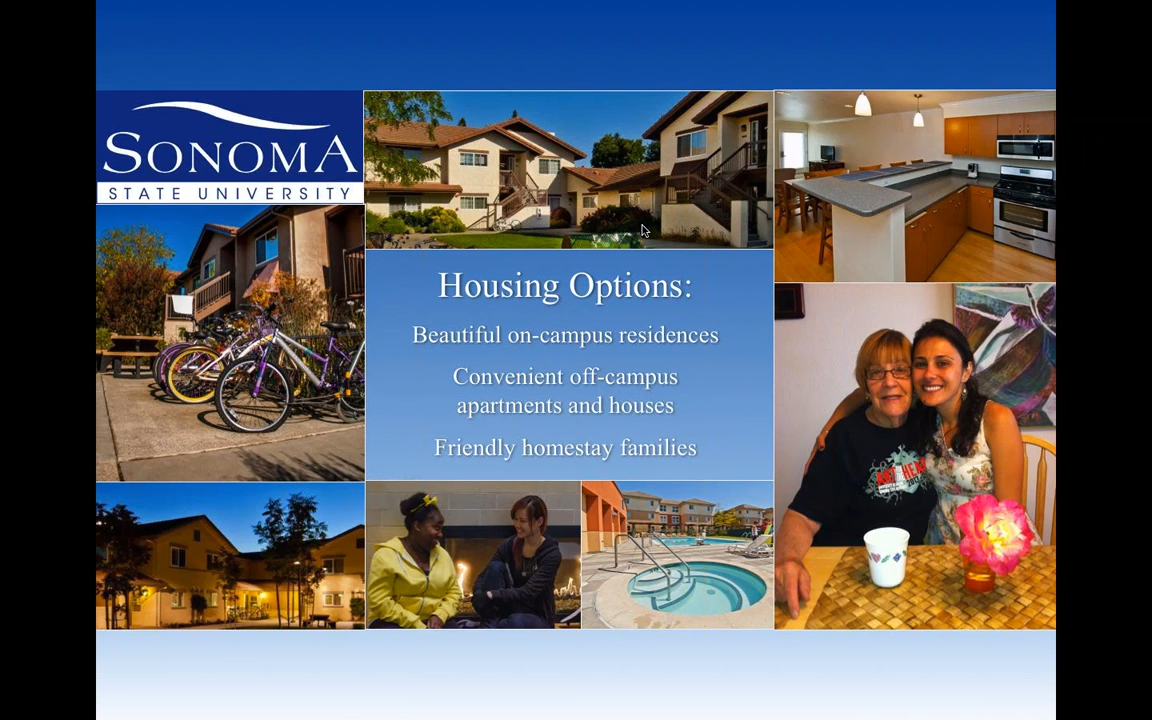 SONOMA
STATE UNIVERSITY
Housing Options:
Beautiful on-campus residences
Convenient off-campus
apartments and houses
Friendly homestay families